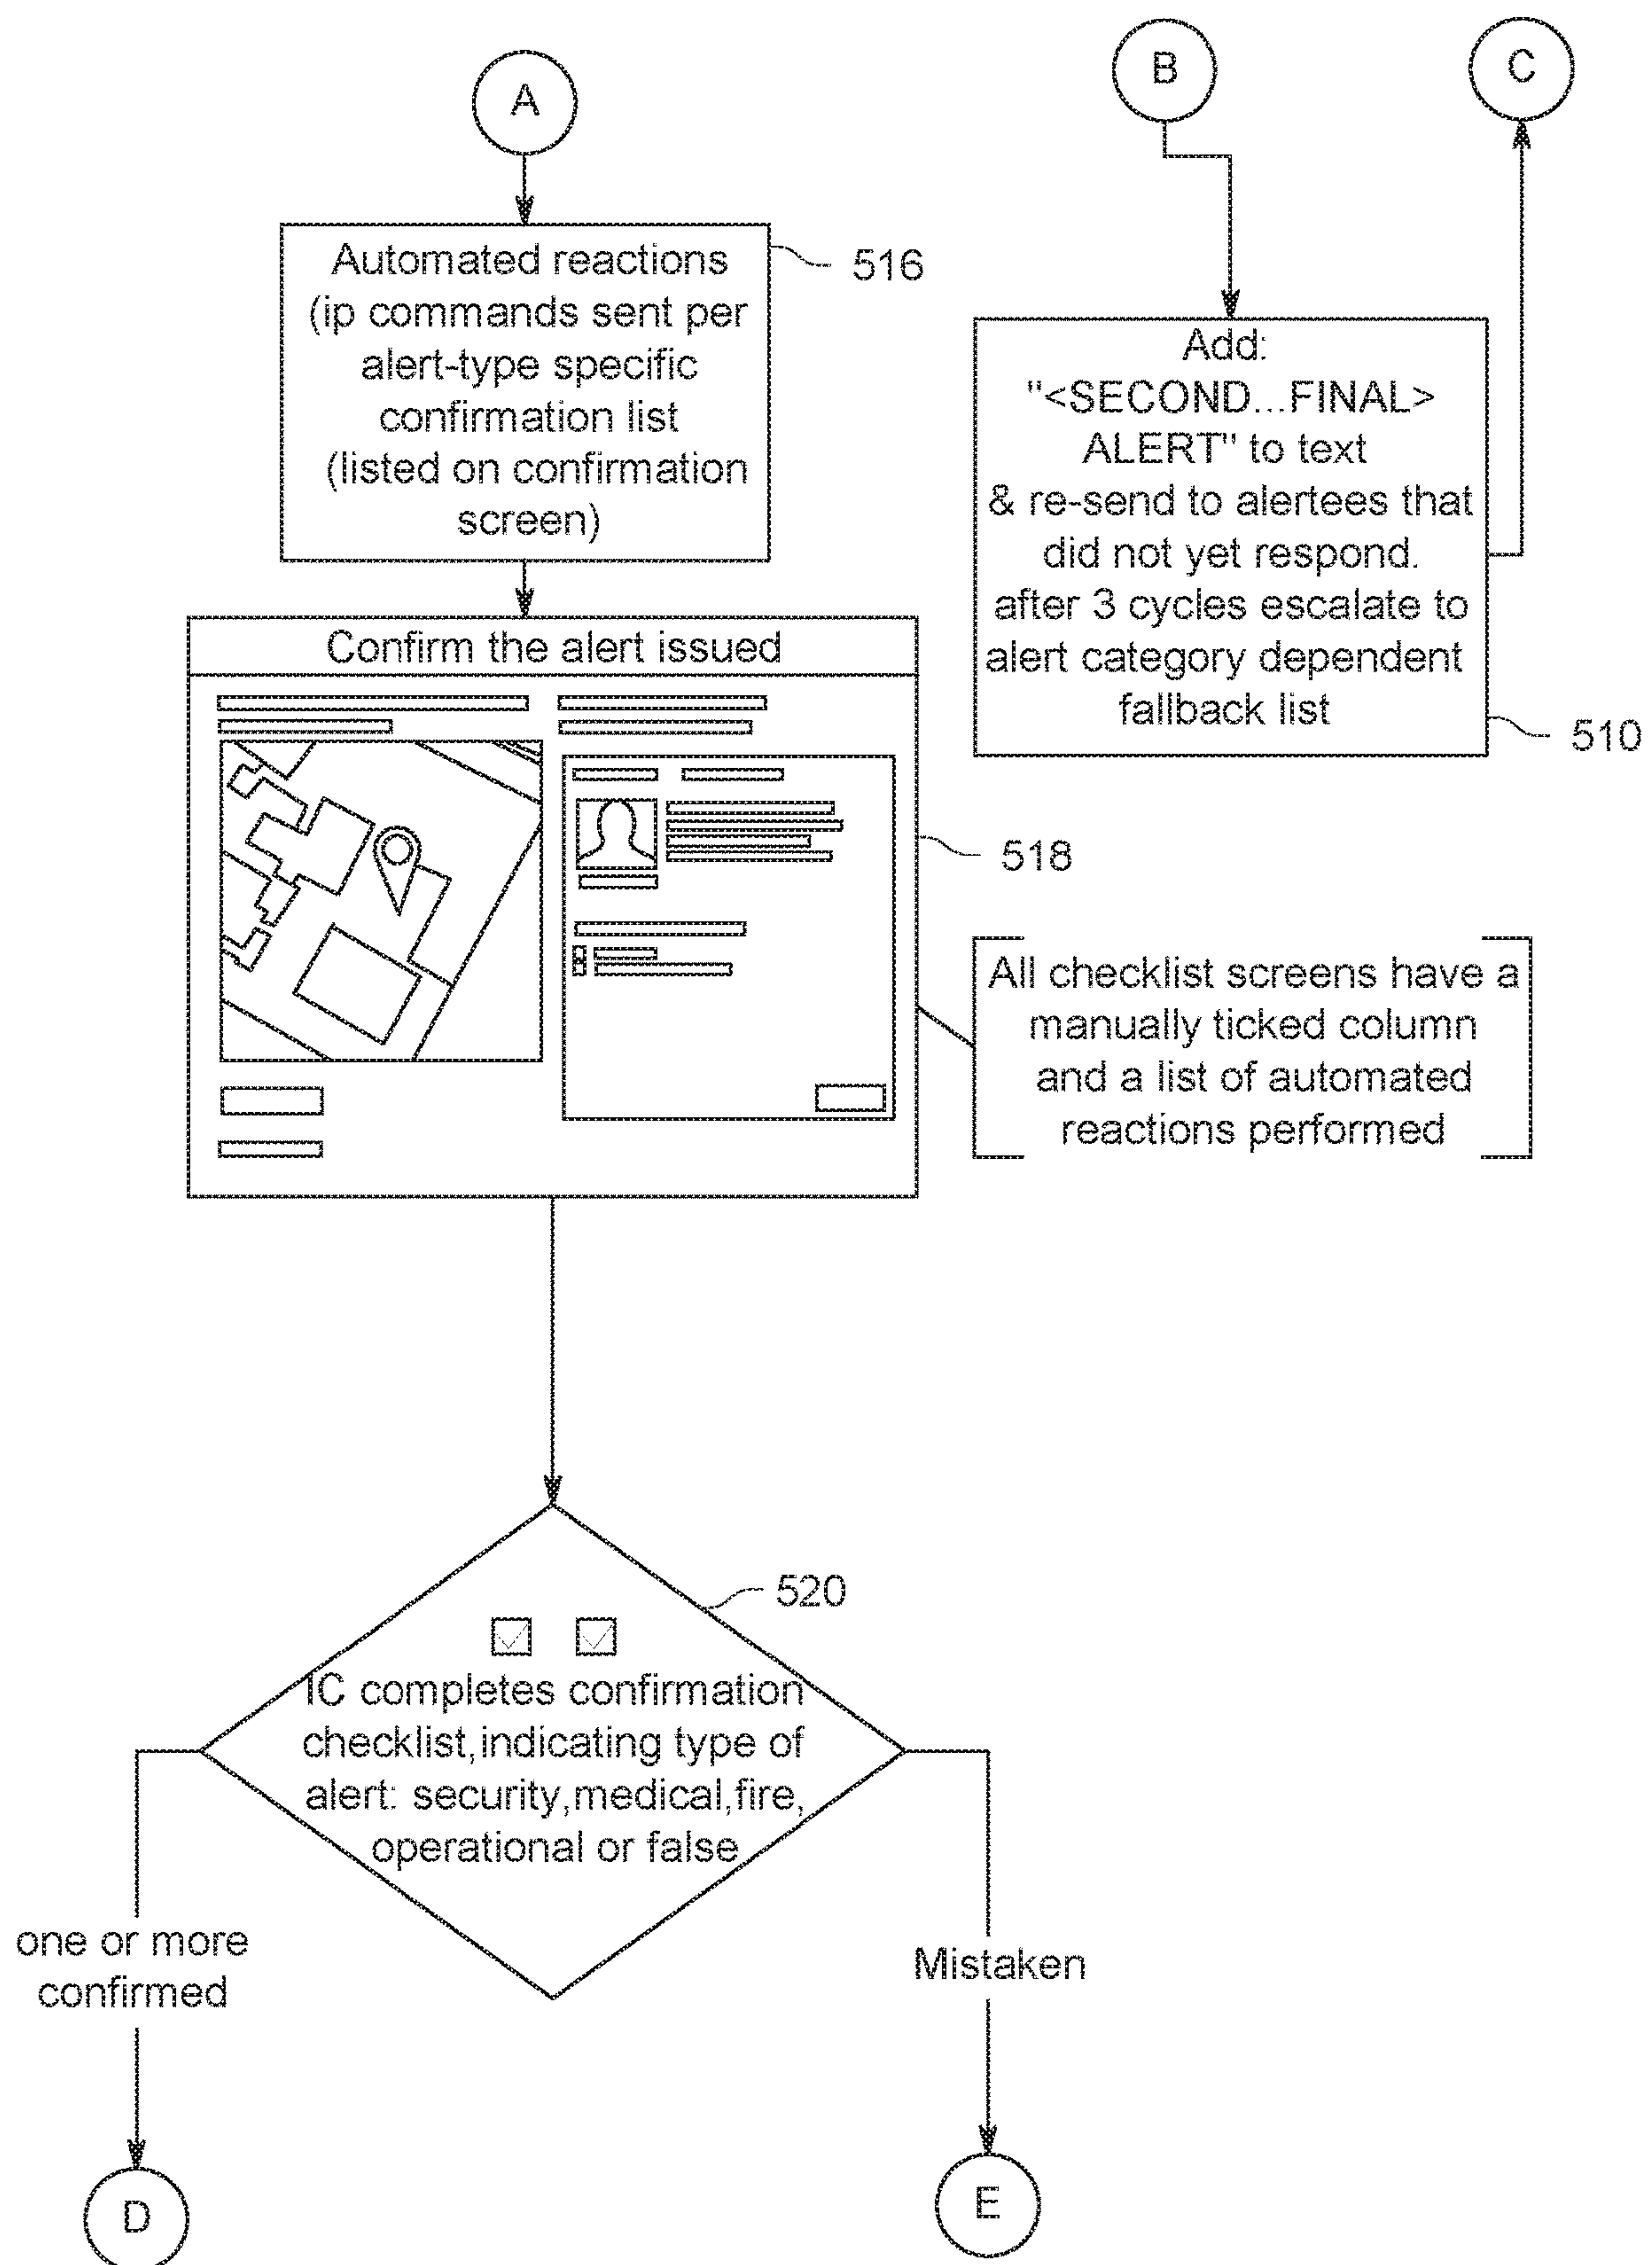 A
B
C
Automated reactions
(ip commands sent per
alert-type specific
confirmation list
(listed on confirmation
screen)
516
Add:
"<SECOND...FINAL>
ALERT" to text
& re-send to alertees that
did not yet respond.
after 3 cycles escalate to
alert category dependent
fallback list
510
Confirm the alert issued
518
All checklist screens have a
manually ticked column
and a list of automated
reactions performed
520
IC completes confirmation
checklist,indicating type of
alert: security,medical,fire,
operational or false
one or more
confirmed
Mistaken
D
E